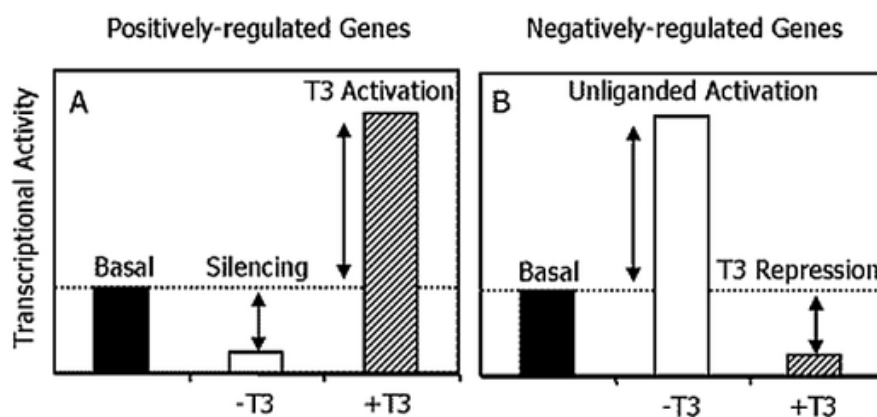 Positively-regulated Genes
Negatively-regulated Genes
Transcriptional Activity
A
T3 Activation
Basal
Silencing
-T3
+T3
B
Unliganded Activation
Basal
T3 Repression
-T3
+T3